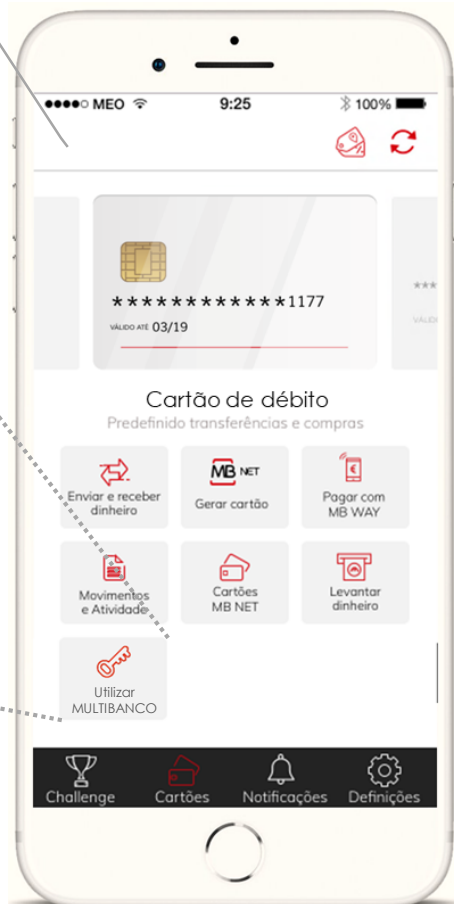 MEO 9:25 100%
************1177
***
VÁLIDO ATÉ 03/19
VÁLIDO
Cartão de débito
Predefinido transferências e compras
Enviar e receber
dinheiro
MB NET
Gerar cartão
€
Pagar com
MB WAY
Movimentos
e Atividade
Cartões
MB NET
Levantar
dinheiro
Utilizar
MULTIBANCO
Challenge Cartões Notificações Definições